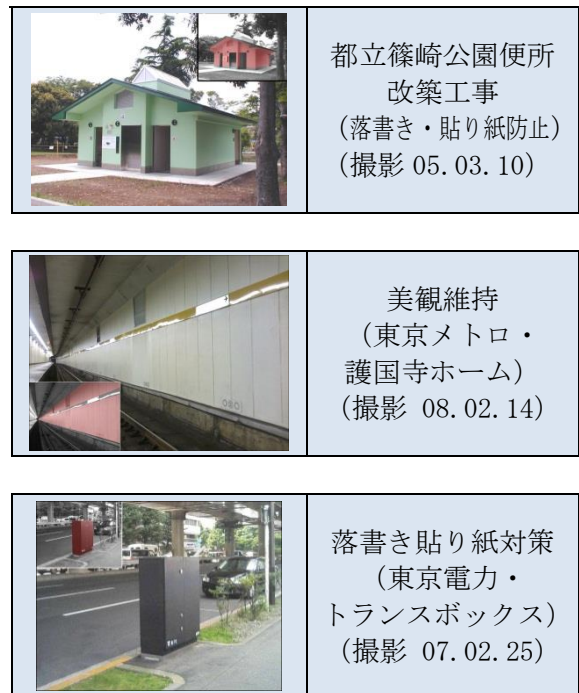 都立篠崎公園便所
改築工事
(落書き・貼り紙防止)
(撮影 05.03.10)
美観維持
(東京メトロ・
護国寺ホーム)
(撮影 08.02.14)
落書き貼り紙対策
(東京電力・
トランスボックス)
(撮影 07.02.25)